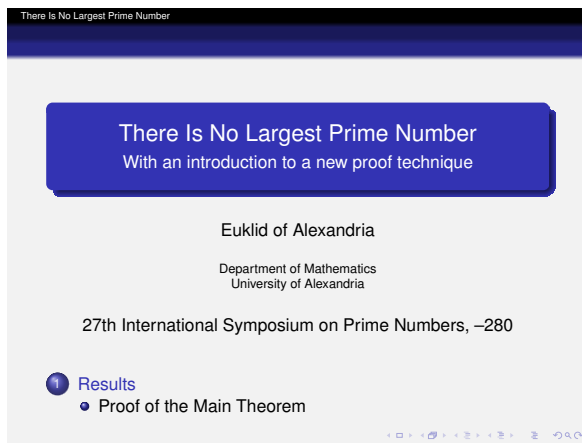 There Is No Largest Prime Number
There Is No Largest Prime Number
With an introduction to a new proof technique
Euklid of Alexandria
Department of Mathematics
University of Alexandria
27th International Symposium on Prime Numbers, –280
1 Results
Proof of the Main Theorem